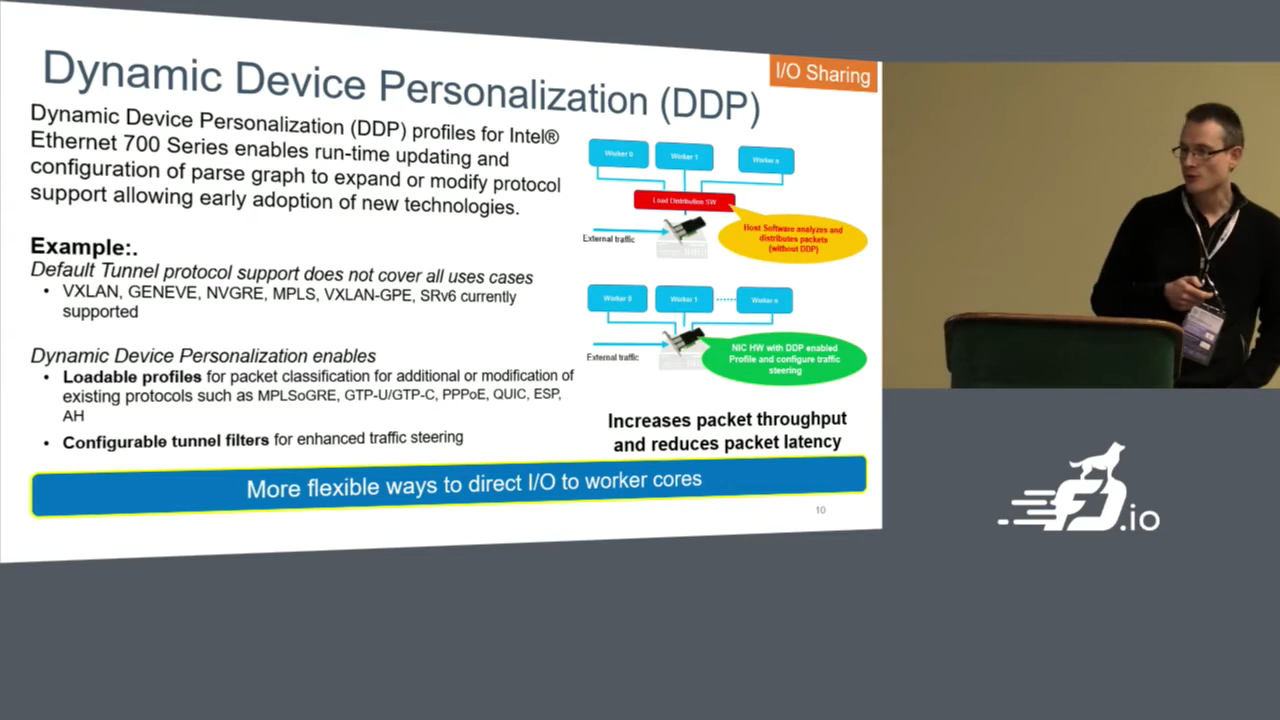 Dynamic Device Personalization (DDP)
I/O Sharing
Dynamic Device Personalization (DDP) profiles for Intel®
Ethernet 700 Series enables run-time updating and
configuration of parse graph to expand or modify protocol
support allowing early adoption of new technologies.
Example:.
Default Tunnel protocol support does not cover all uses cases
• VXLAN, GENEVE, NVGRE, MPLS, VXLAN-GPE, SRv6 currently
supported
Dynamic Device Personalization enables
• Loadable profiles for packet classification for additional or modification of
existing protocols such as MPLSoGRE, GTP-U/GTP-C, PPPoE, QUIC, ESP,
AH
• Configurable tunnel filters for enhanced traffic steering
Worker 0
Worker 1
Worker n
Load Distribution SW
External traffic
Host Software analyzes and
distributes packets
(without DDP)
Worker 0
Worker 1
Worker n
External traffic
NIC HW with DDP enabled
Profile and configure traffic
steering
Increases packet throughput
and reduces packet latency
More flexible ways to direct I/O to worker cores
10
FD.io